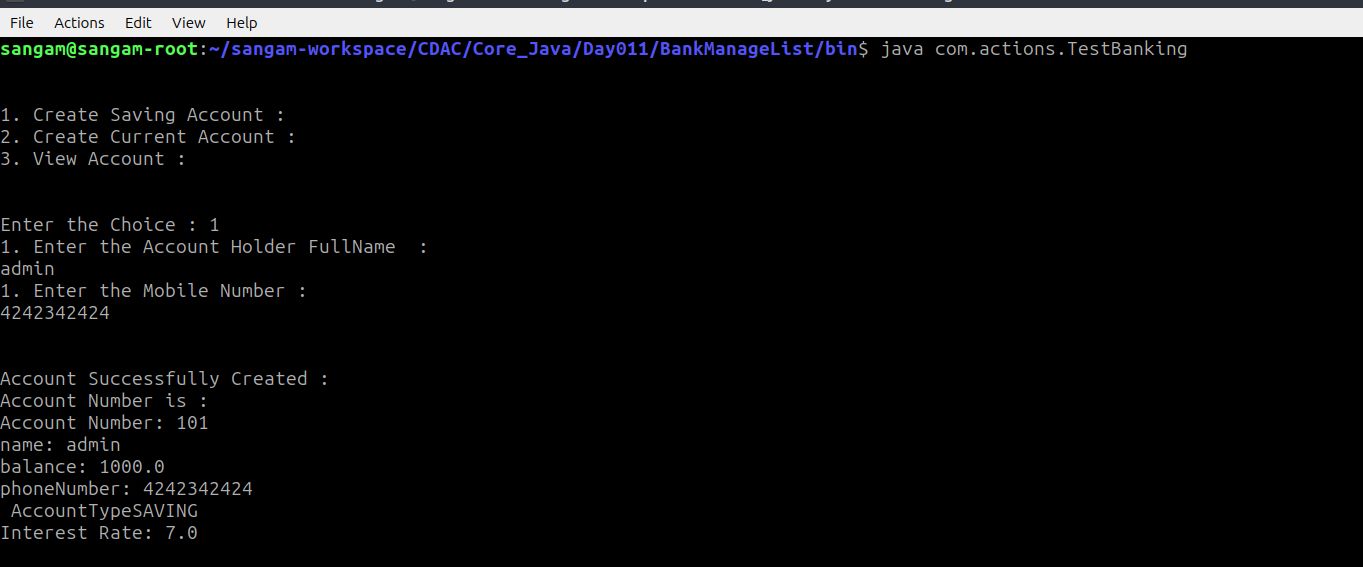 File Actions Edit View Help
sangam@sangam-root:~/sangam-workspace/CDAC/Core_Java/Day011/BankManageList/bin$ java com.actions.TestBanking
1. Create Saving Account :
2. Create Current Account :
3. View Account :
Enter the Choice : 1
1. Enter the Account Holder FullName  :
admin
1. Enter the Mobile Number :
4242342424
Account Successfully Created :
Account Number is :
Account Number: 101
name: admin
balance: 1000.0
phoneNumber: 4242342424
 AccountTypeSAVING
Interest Rate: 7.0